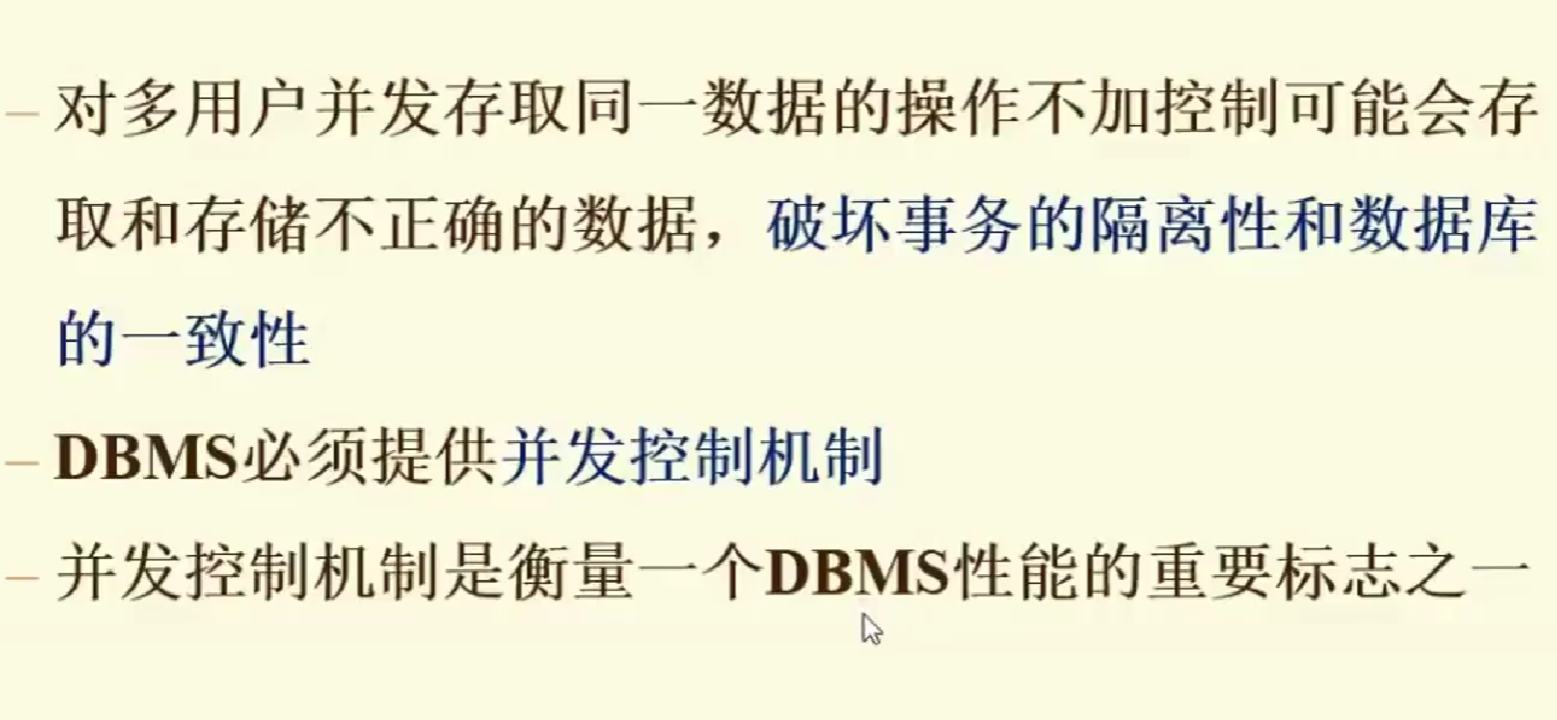 – 对多用户并发存取同一数据的操作不加控制可能会存
取和存储不正确的数据，破坏事务的隔离性和数据库
的一致性
– DBMS必须提供并发控制机制
– 并发控制机制是衡量一个DBMS性能的重要标志之一